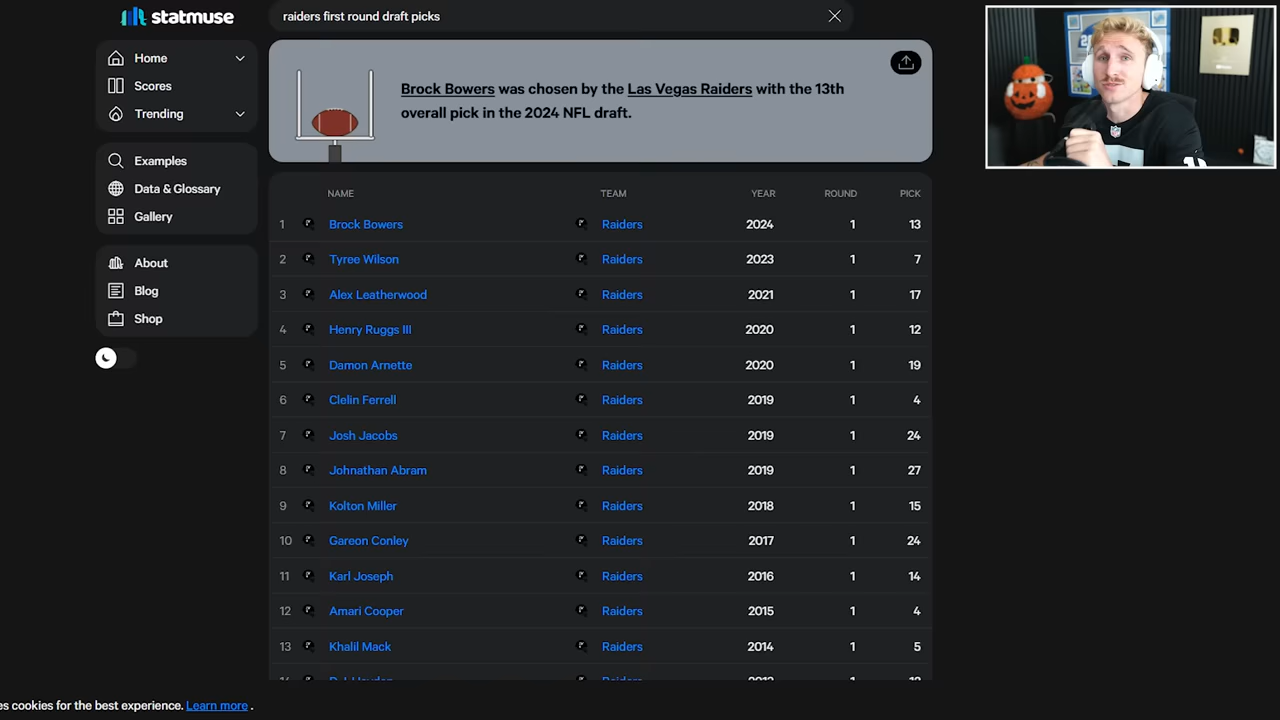 statmuse
raiders first round draft picks
Home
Scores
Trending
Examples
Data & Glossary
Gallery
About
Blog
Shop
Brock Bowers was chosen by the Las Vegas Raiders with the 13th
overall pick in the 2024 NFL draft.
NAME TEAM YEAR ROUND PICK
1 Brock Bowers Raiders 2024 1 13
2 Tyree Wilson Raiders 2023 1 7
3 Alex Leatherwood Raiders 2021 1 17
4 Henry Ruggs III Raiders 2020 1 12
5 Damon Arnette Raiders 2020 1 19
6 Clelin Ferrell Raiders 2019 1 4
7 Josh Jacobs Raiders 2019 1 24
8 Johnathan Abram Raiders 2019 1 27
9 Kolton Miller Raiders 2018 1 15
10 Gareon Conley Raiders 2017 1 24
11 Karl Joseph Raiders 2016 1 14
12 Amari Cooper Raiders 2015 1 4
13 Khalil Mack Raiders 2014 1 5
cookies for the best experience. Learn more .